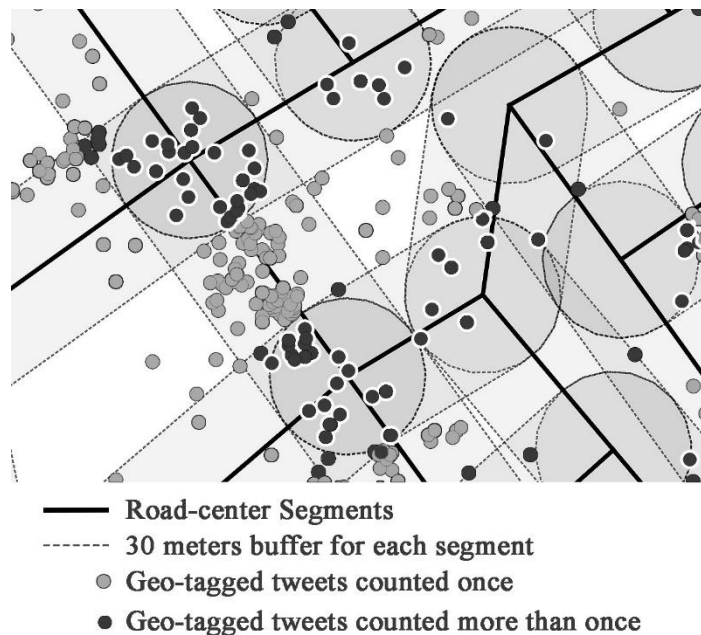 Road-center Segments
30 meters buffer for each segment
Geo-tagged tweets counted once
Geo-tagged tweets counted more than once